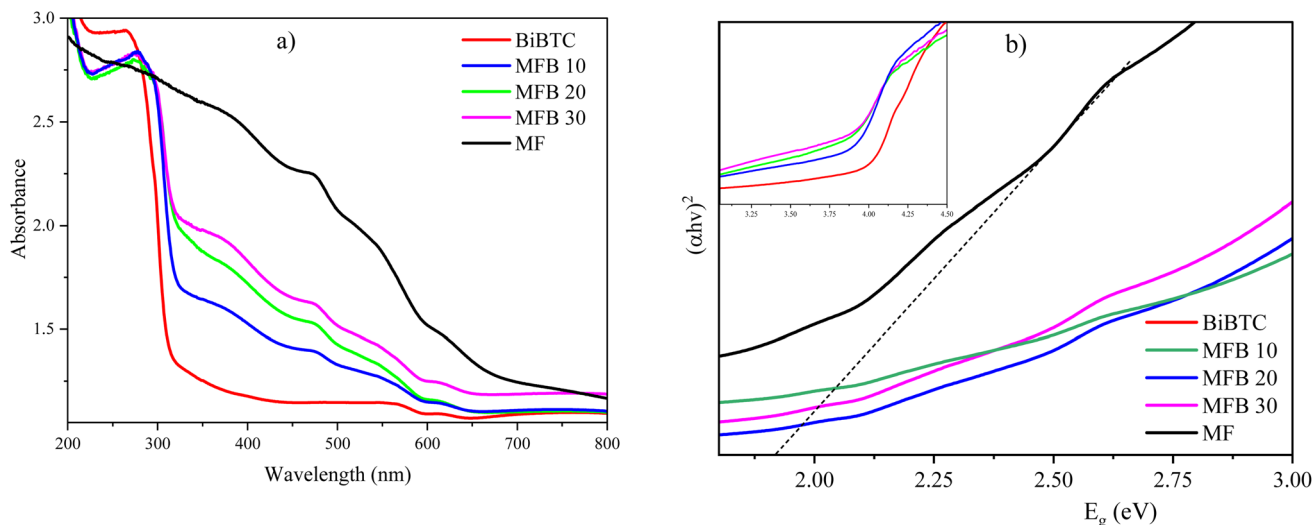 a)
3.0
2.5
2.0
1.5
Absorbance
BiBTC
MFB 10
MFB 20
MFB 30
MF
200 300 400 500 600 700 800
Wavelength (nm)
b)
3.25 3.50 3.75 4.00 4.25 4.50
(αhν)²
BiBTC
MFB 10
MFB 20
MFB 30
MF
2.00 2.25 2.50 2.75 3.00
E₉ (eV)